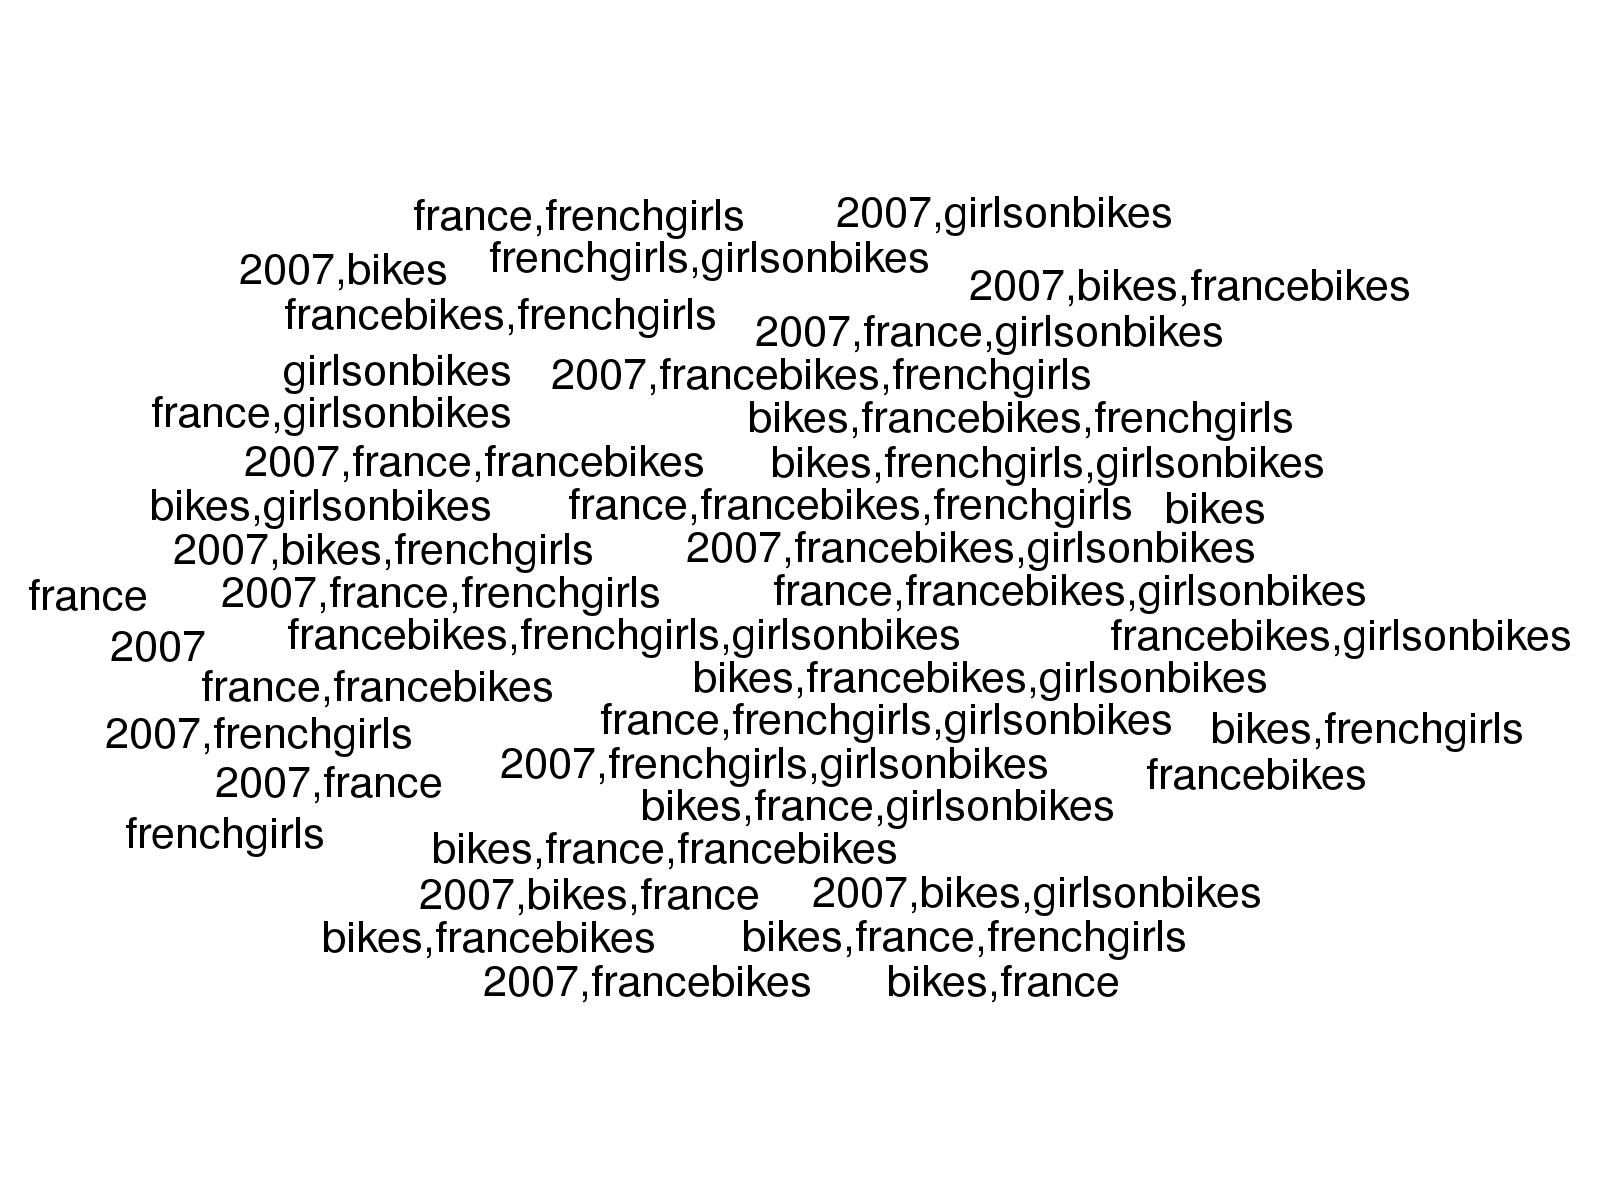 france,frenchgirls 2007,girlsonbikes
2007,bikes frenchgirls,girlsonbikes
2007,bikes,francebikes
francebikes,frenchgirls 2007,france,girlsonbikes
girlsonbikes 2007,francebikes,frenchgirls
france,girlsonbikes bikes,francebikes,frenchgirls
2007,france,francebikes bikes,frenchgirls,girlsonbikes
bikes,girlsonbikes france,francebikes,frenchgirls bikes
2007,bikes,frenchgirls 2007,francebikes,girlsonbikes
france 2007,france,frenchgirls france,francebikes,girlsonbikes
2007 francebikes,frenchgirls,girlsonbikes francebikes,girlsonbikes
france,francebikes bikes,francebikes,girlsonbikes
2007,frenchgirls france,frenchgirls,girlsonbikes bikes,frenchgirls
2007,france 2007,frenchgirls,girlsonbikes francebikes
bikes,france,girlsonbikes
frenchgirls bikes,france,francebikes
2007,bikes,france 2007,bikes,girlsonbikes
bikes,francebikes bikes,france,frenchgirls
2007,francebikes bikes,france